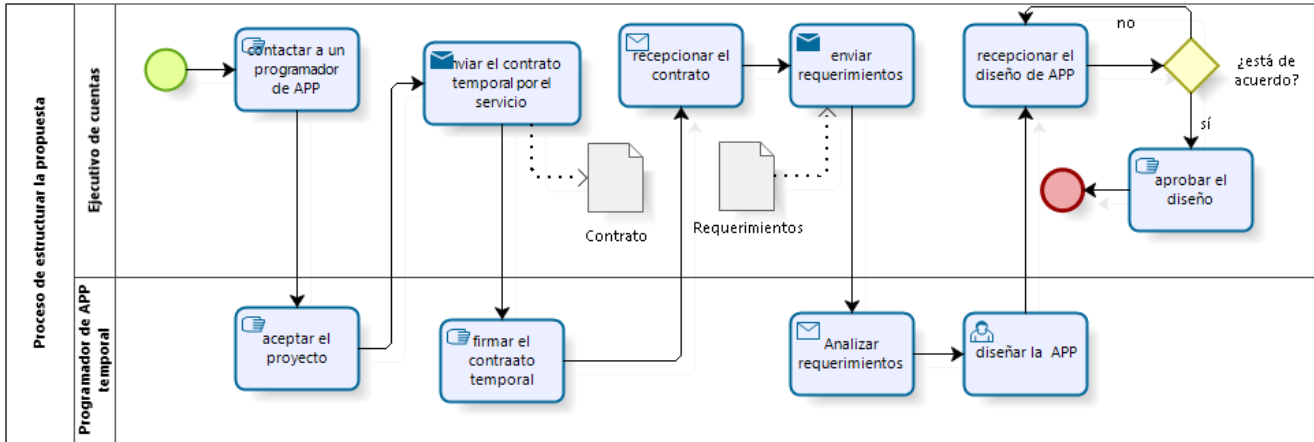 Proceso de estructurar la propuesta
Ejecutivo de cuentas
contactar a un
programador
de APP
nviar el contrato
temporal por el
servicio
Contrato
recepcionar el
contrato
enviar
requerimientos
Requerimientos
recepcionar el
diseño de APP
no
¿está de
acuerdo?
sí
aprobar el
diseño
Programador de APP
temporal
aceptar el
proyecto
firmar el
contraato
temporal
Analizar
requerimientos
diseñar la APP